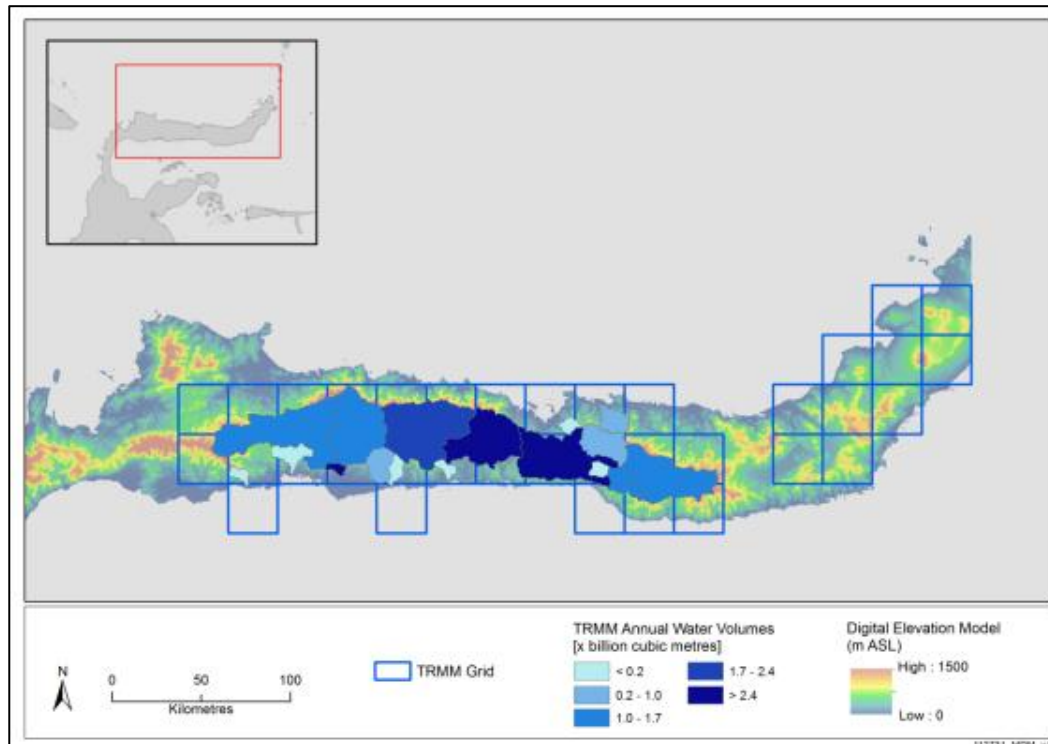 N
0 50 100
Kilometres
TRMM Grid
TRMM Annual Water Volumes
[x billion cubic metres]
< 0.2
0.2 - 1.0
1.0 - 1.7
1.7 - 2.4
> 2.4
Digital Elevation Model
(m ASL)
High : 1500
Low : 0